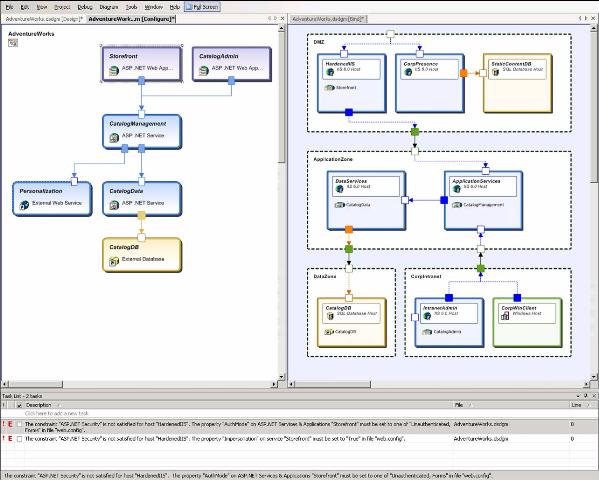 File Edit View Project Debug Diagram Tools Window Help Full Screen
AdventureWorks.dsdgm [Design]* AdventureWork...m [Configure]*
AdventureWorks.dsdgm [Bind]*
AdventureWorks
Storefront
ASP .NET Web App...
CatalogAdmin
ASP .NET Web App...
CatalogManagement
ASP .NET Service
Personalization
External Web Service
CatalogData
ASP .NET Service
CatalogDB
External Database
DMZ
HardenedIIS
IIS 6.0 Host
Storefront
CorpPresence
IIS 6.0 Host
StaticContentDB
SQL Database Host
ApplicationZone
DataServices
IIS 6.0 Host
CatalogData
ApplicationServices
IIS 6.0 Host
CatalogManagement
DataZone
CatalogDB
SQL Database Host
CatalogDB
CorpIntranet
IntranetAdmin
IIS 6.0 Host
CatalogAdmin
CorpWinClient
Windows Host
Task List - 2 tasks
! Description File Line
Click here to add a new task
! E The constraint "ASP.NET Security" is not satisfied for host "HardenedIIS". The property "AuthMode" on ASP.NET Services & Applications "Storefront" must be set to one of "Unauthenticated, AdventureWorks.dsdgm 0
Forms" in file "web.config".
! E The constraint "ASP.NET Security" is not satisfied for host "HardenedIIS". The property "Impersonation" on service "Storefront" must be set to "True" in file "web.config". AdventureWorks.dsdgm 0
The constraint "ASP.NET Security" is not satisfied for host "HardenedIIS". The property "AuthMode" on ASP.NET Services & Applications "Storefront" must be set to one of "Unauthenticated, Forms" in file "web.config".